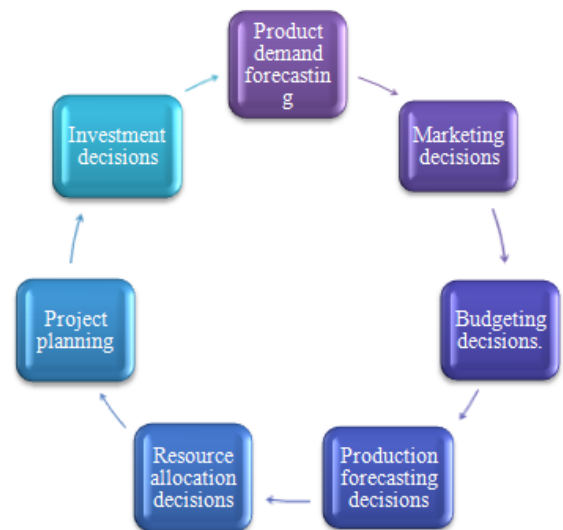 Product
demand
forecastin
g
Marketing
decisions
Budgeting
decisions.
Production
forecasting
decisions
Resource
allocation
decisions
Project
planning
Investment
decisions